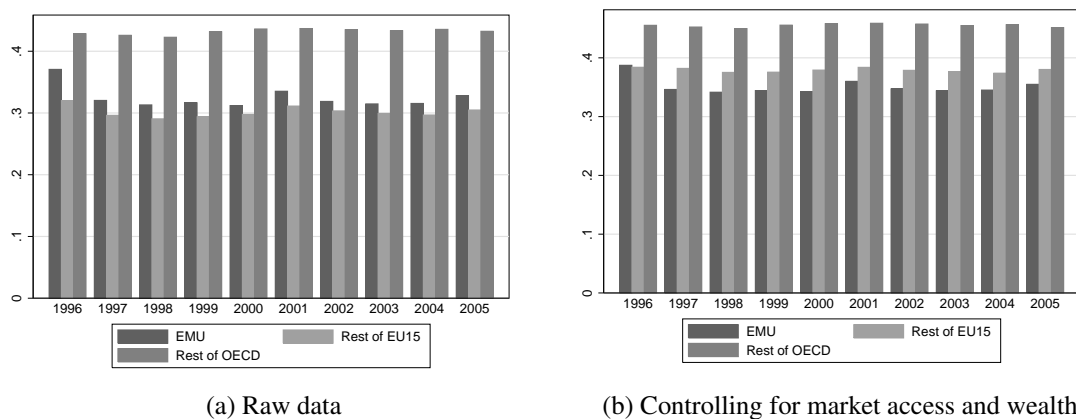 .4
.3
.2
.1
0
1996 1997 1998 1999 2000 2001 2002 2003 2004 2005
EMU Rest of EU15
Rest of OECD
(a) Raw data
.4
.3
.2
.1
0
1996 1997 1998 1999 2000 2001 2002 2003 2004 2005
EMU Rest of EU15
Rest of OECD
(b) Controlling for market access and wealth